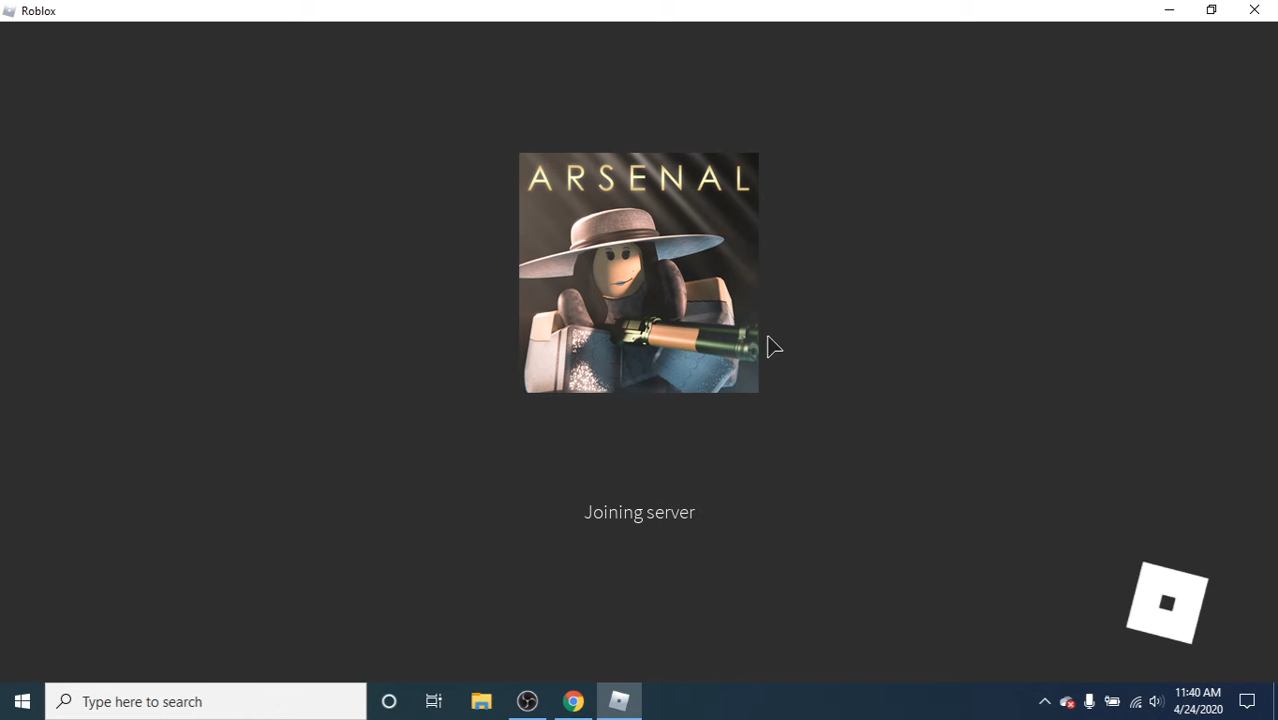 Roblox
ARSENAL
Joining server
Type here to search
11:40 AM
4/24/2020